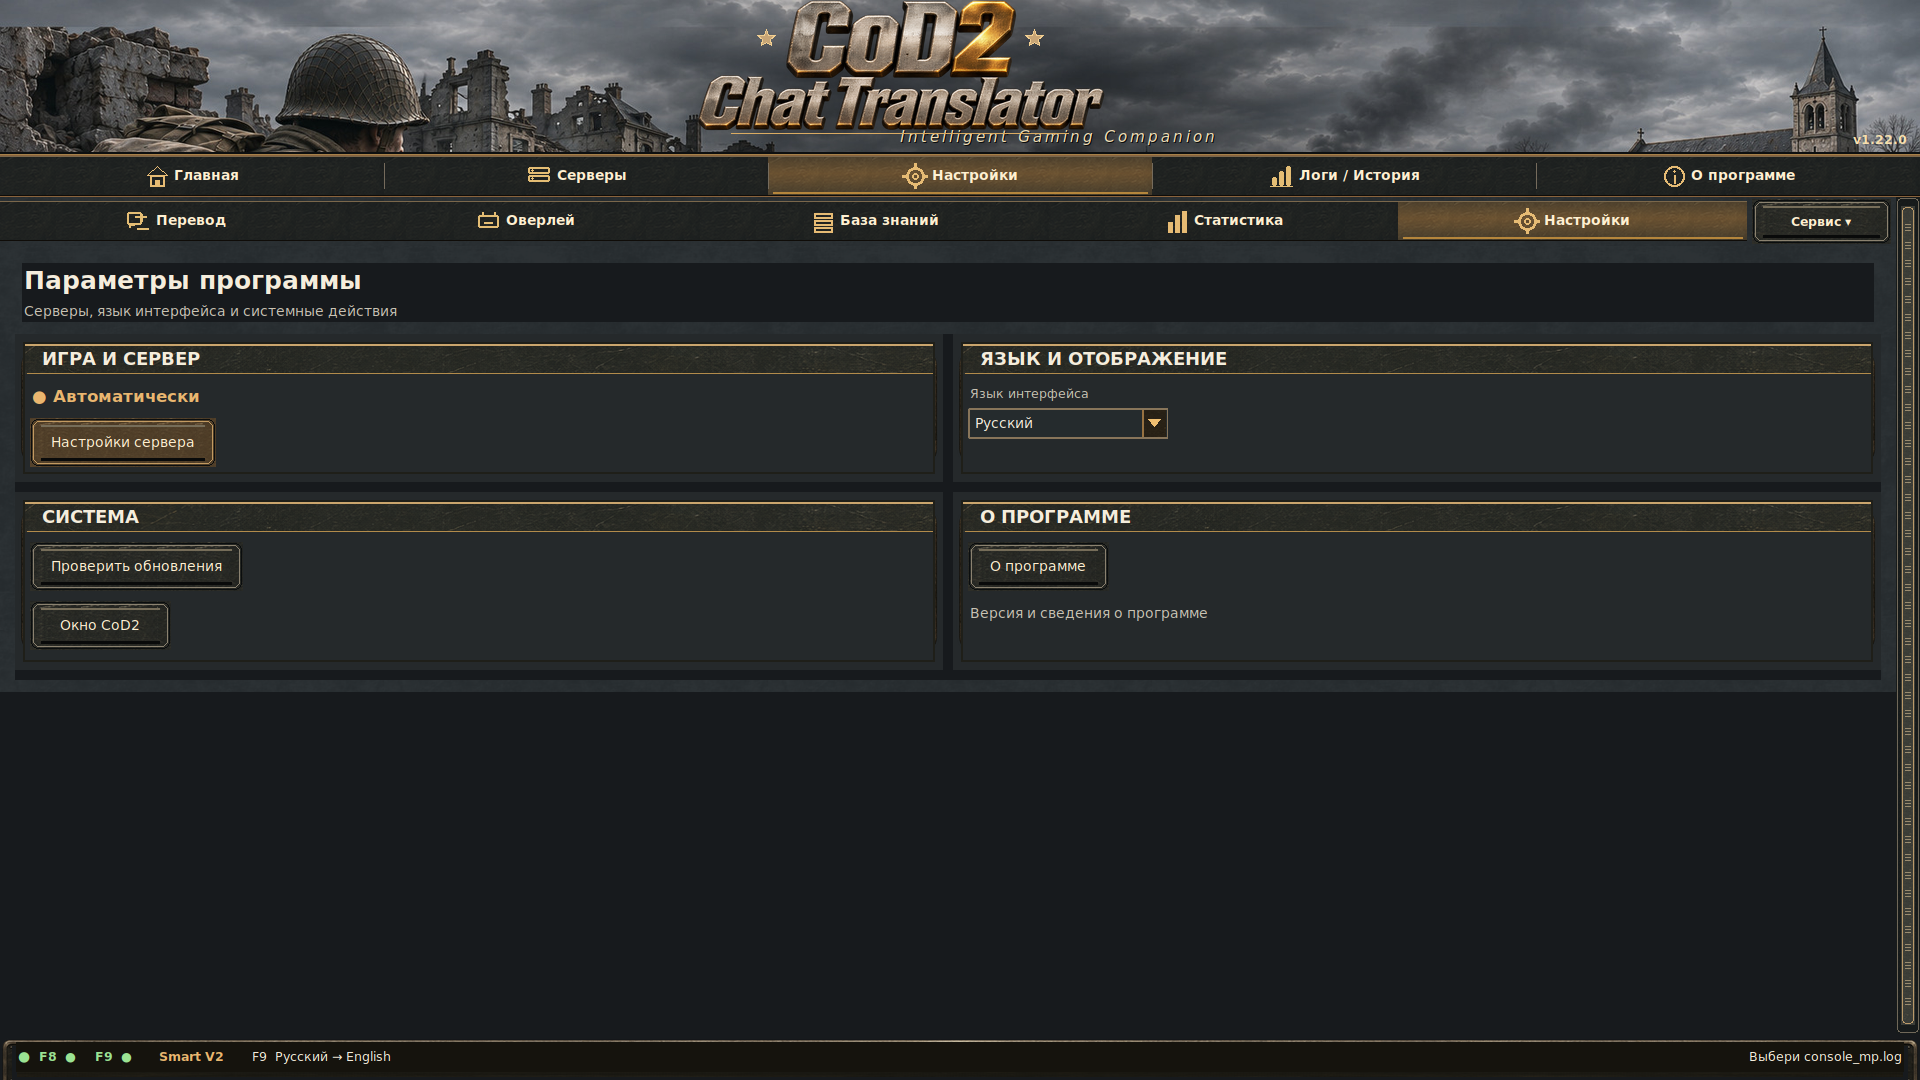 CoD2
Chat Translator
Intelligent Gaming Companion
v1.22.0
Главная
Серверы
Настройки
Логи / История
О программе
Перевод
Оверлей
База знаний
Статистика
Настройки
Сервис ▾
Параметры программы
Серверы, язык интерфейса и системные действия
ИГРА И СЕРВЕР
Автоматически
Настройки сервера
ЯЗЫК И ОТОБРАЖЕНИЕ
Язык интерфейса
Русский
СИСТЕМА
Проверить обновления
Окно CoD2
О ПРОГРАММЕ
О программе
Версия и сведения о программе
● F8 ● F9 ● Smart V2 F9 Русский → English
Выбери console_mp.log